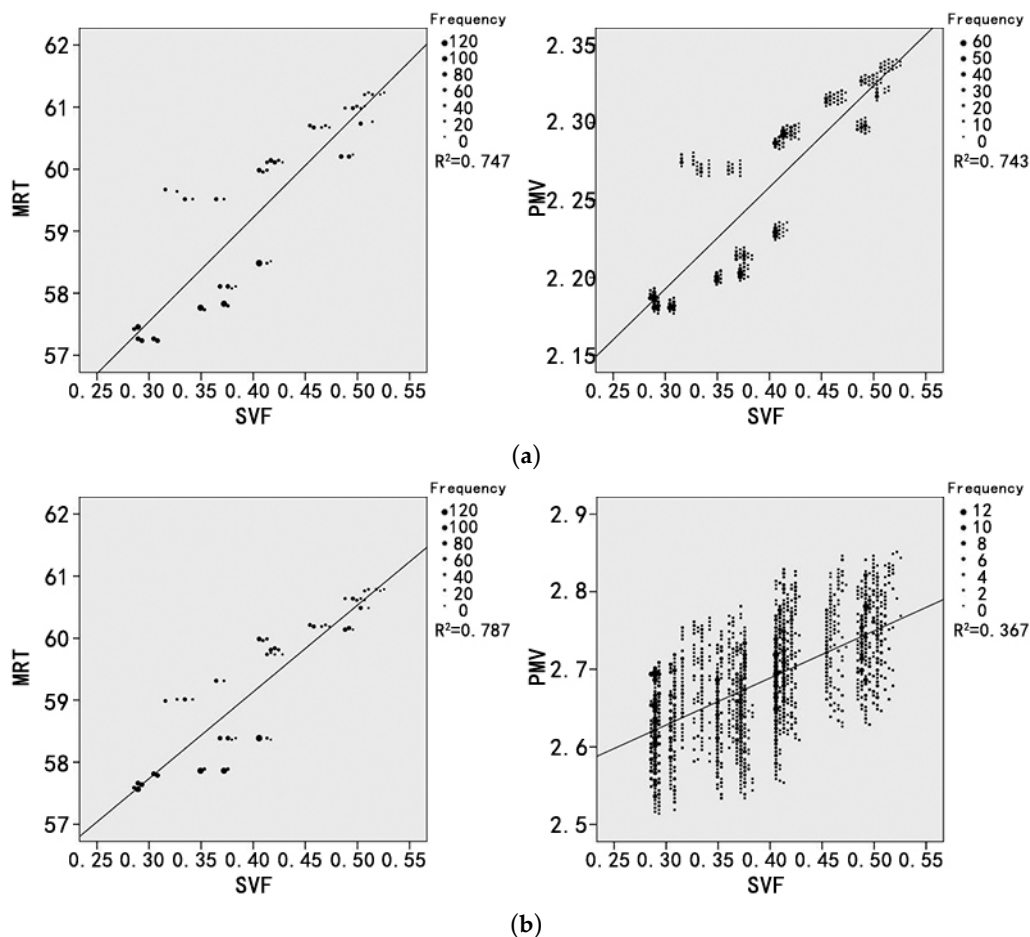 Frequency
120
100
80
60
40
20
0
R²=0.747
62
61
60
59
58
57
MRT
0.25 0.30 0.35 0.40 0.45 0.50 0.55
SVF
Frequency
60
50
40
30
20
10
0
R²=0.743
2.35
2.30
2.25
2.20
2.15
PMV
0.25 0.30 0.35 0.40 0.45 0.50 0.55
SVF
(a)
Frequency
120
100
80
60
40
20
0
R²=0.787
62
61
60
59
58
57
MRT
0.25 0.30 0.35 0.40 0.45 0.50 0.55
SVF
Frequency
12
10
8
6
4
2
0
R²=0.367
2.9
2.8
2.7
2.6
2.5
PMV
0.25 0.30 0.35 0.40 0.45 0.50 0.55
SVF
(b)